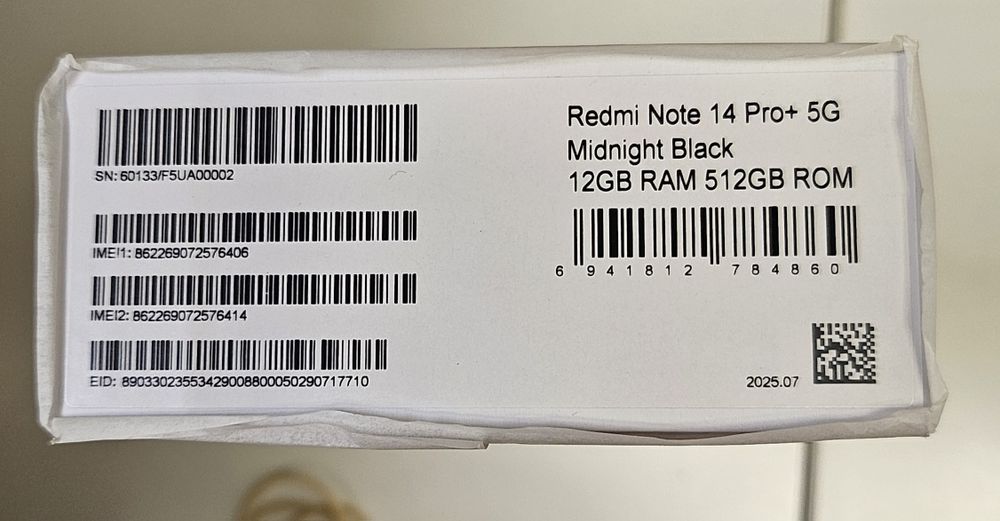 SN: 60133/F5UA00002
IMEI1: 862269072576406
IMEI2: 862269072576414
EID: 89033023553429008800050290717710
Redmi Note 14 Pro+ 5G
Midnight Black
12GB RAM 512GB ROM
6 941812 784860
2025.07